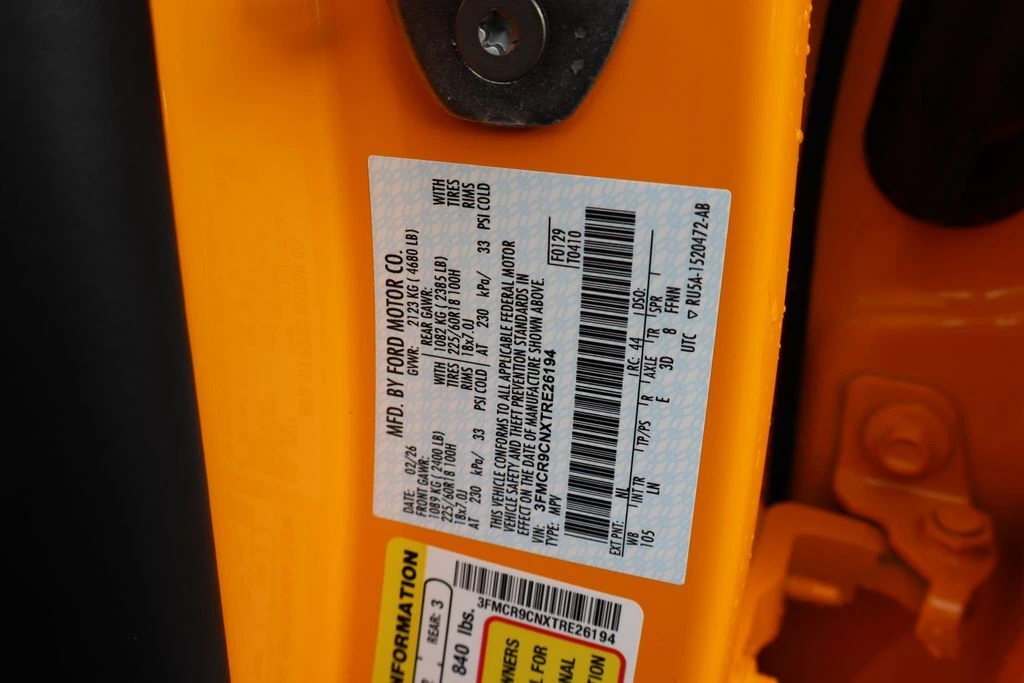 MFD. BY FORD MOTOR CO.
DATE: 02/26 GVWR: 2123 KG ( 4680 LB)
FRONT GAWR: REAR GAWR:
1089 KG ( 2400 LB) WITH 1082 KG ( 2385 LB) WITH
225/60R18 100H TIRES 225/60R18 100H TIRES
18x7.0J RIMS 18x7.0J RIMS
AT 230 kPa/ 33 PSI COLD AT 230 kPa/ 33 PSI COLD
THIS VEHICLE CONFORMS TO ALL APPLICABLE FEDERAL MOTOR
VEHICLE SAFETY AND THEFT PREVENTION STANDARDS IN
EFFECT ON THE DATE OF MANUFACTURE SHOWN ABOVE.
VIN: 3FMCR9CNXTRE26194
TYPE: MPV
F0129
T0410
EXT PNT: NL RC: 44 DSO:
WB INT TR TP/PS R AXLE TR SPR
105 LN E 3D 8 FFNN
UTC ▽ RU5A-1520472-AB
NFORMATION
REAR: 3
840 lbs.
3FMCR9CNXTRE26194
WNERS
L FOR
NAL
TION